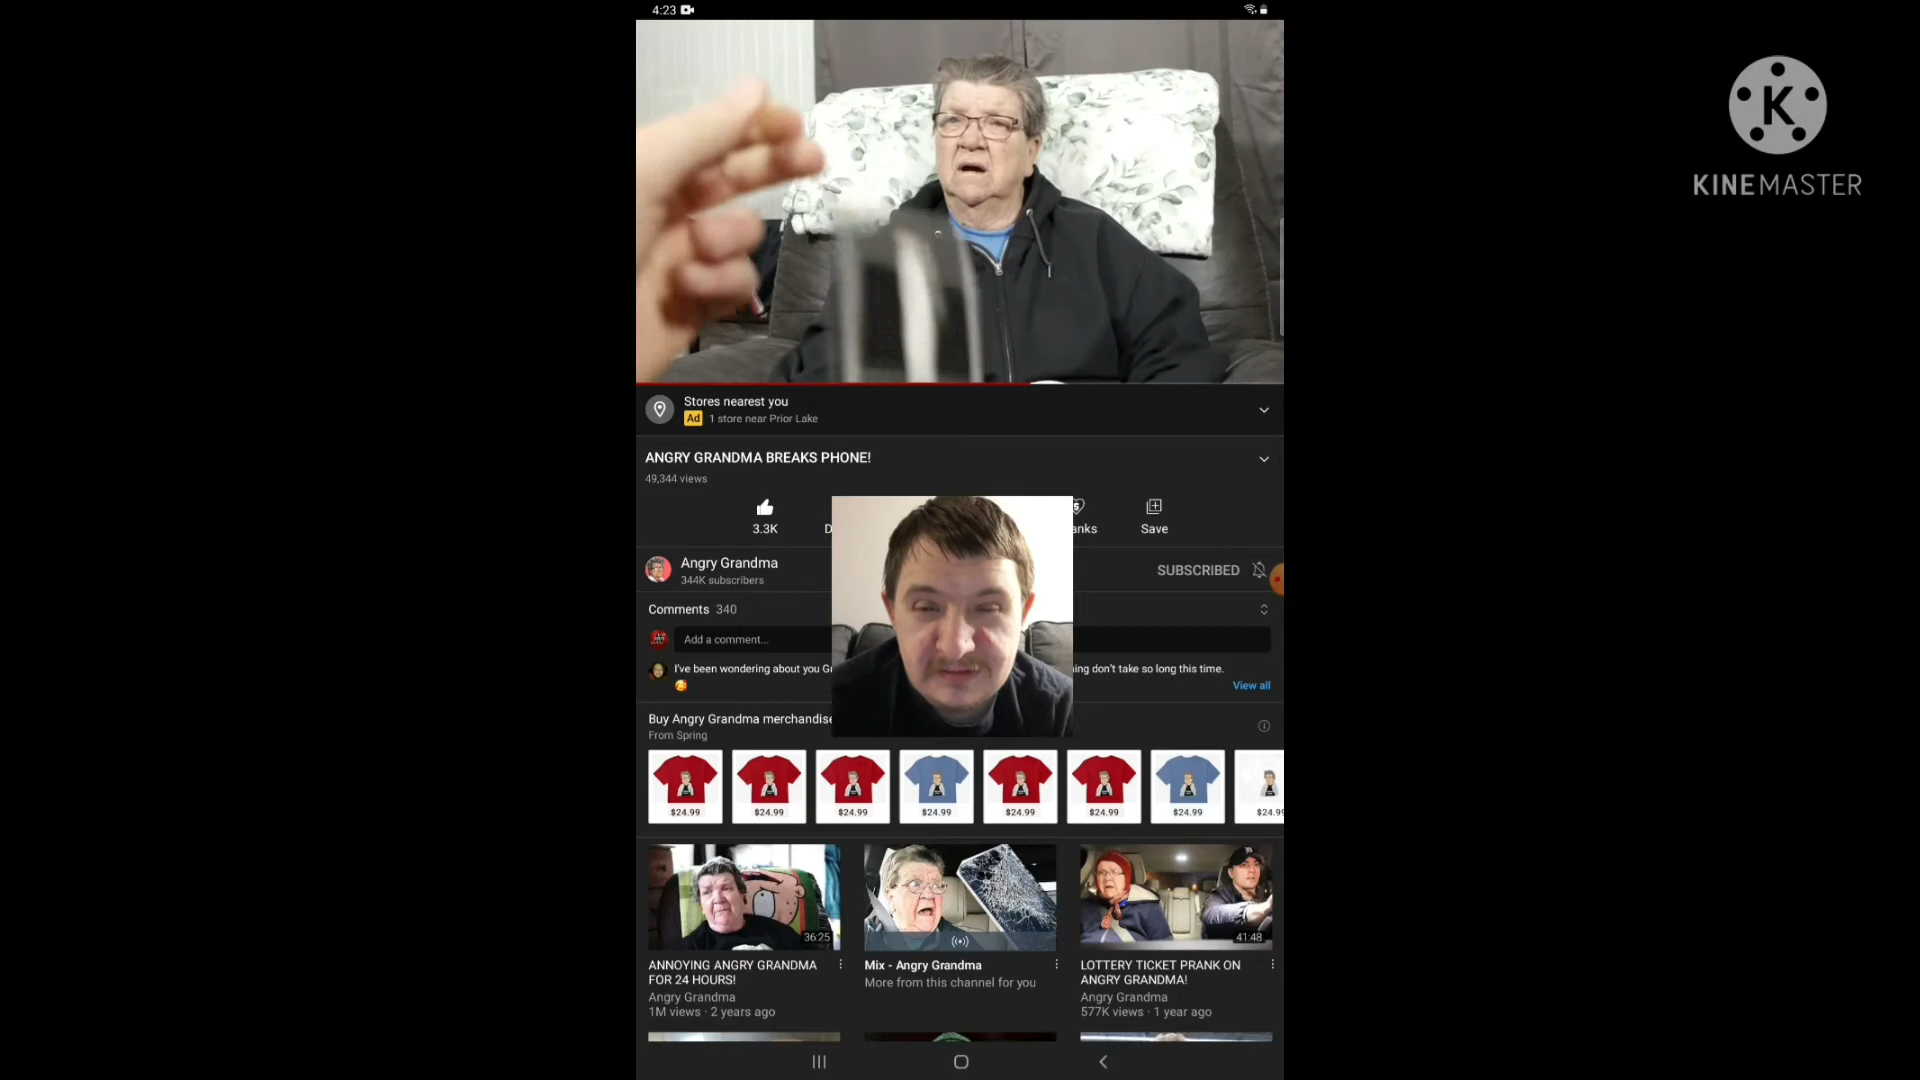 4:23
K
KINEMASTER
Stores nearest you
Ad 1 store near Prior Lake
ANGRY GRANDMA BREAKS PHONE!
49,344 views
3.3K
D
anks
Save
Angry Grandma
344K subscribers
SUBSCRIBED
Comments 340
Add a comment...
I've been wondering about you Gr
ing don't take so long this time.
View all
Buy Angry Grandma merchandise
From Spring
$24.99 $24.99 $24.99 $24.99 $24.99 $24.99 $24.99 $24.99
36:25
41:48
ANNOYING ANGRY GRANDMA
FOR 24 HOURS!
Angry Grandma
1M views · 2 years ago
Mix - Angry Grandma
More from this channel for you
LOTTERY TICKET PRANK ON
ANGRY GRANDMA!
Angry Grandma
577K views · 1 year ago